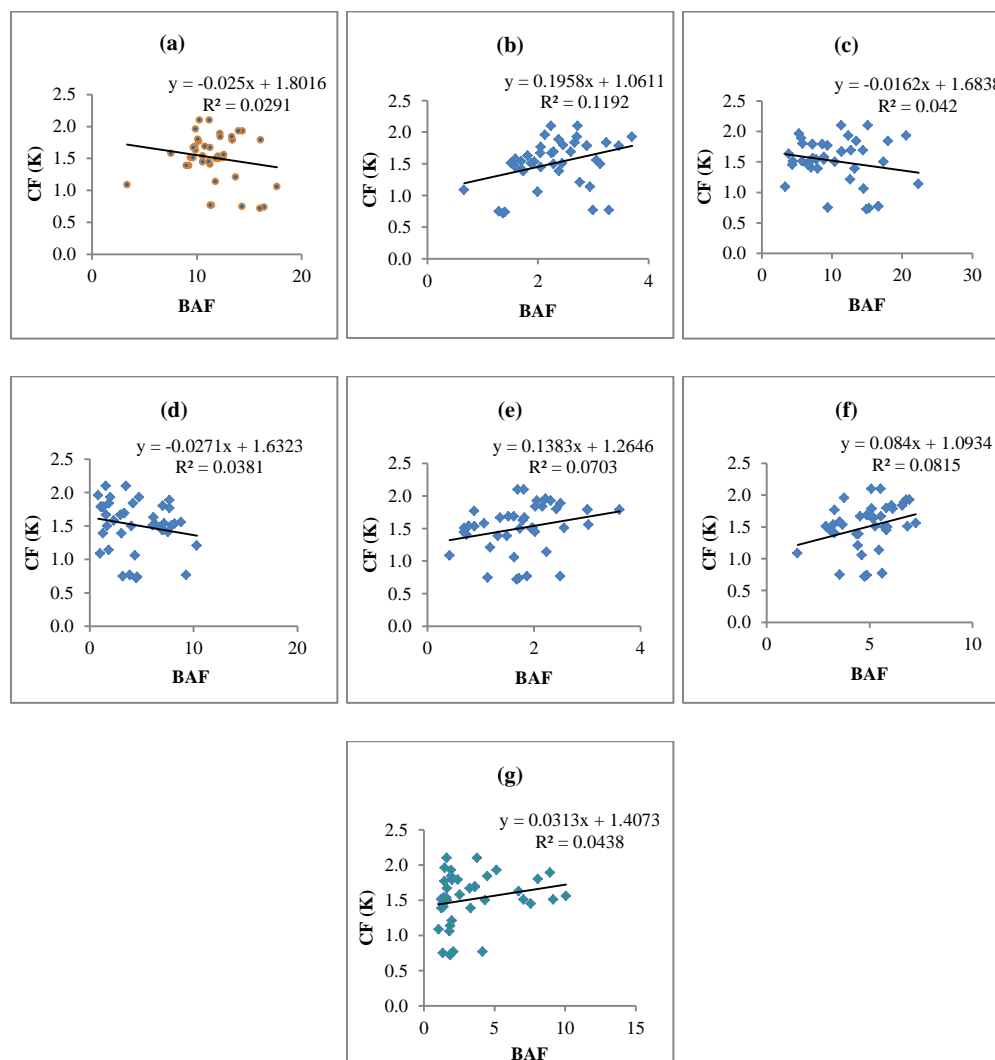 (a)
y = -0.025x + 1.8016
R² = 0.0291
2.5
2.0
1.5
1.0
0.5
0.0
CF (K)
0 10 20
BAF
(b)
y = 0.1958x + 1.0611
R² = 0.1192
2.5
2.0
1.5
1.0
0.5
0.0
CF (K)
0 2 4
BAF
(c)
y = -0.0162x + 1.6838
R² = 0.042
2.5
2.0
1.5
1.0
0.5
0.0
CF (K)
0 10 20 30
BAF
(d)
y = -0.0271x + 1.6323
R² = 0.0381
2.5
2.0
1.5
1.0
0.5
0.0
CF (K)
0 10 20
BAF
(e)
y = 0.1383x + 1.2646
R² = 0.0703
2.5
2.0
1.5
1.0
0.5
0.0
CF (K)
0 2 4
BAF
(f)
y = 0.084x + 1.0934
R² = 0.0815
2.5
2.0
1.5
1.0
0.5
0.0
CF (K)
0 5 10
BAF
(g)
y = 0.0313x + 1.4073
R² = 0.0438
2.5
2.0
1.5
1.0
0.5
0.0
CF (K)
0 5 10 15
BAF